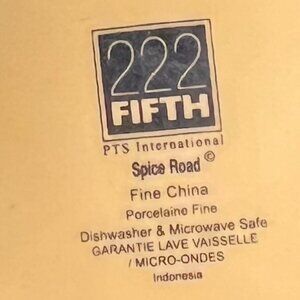 222
FIFTH
PTS International
Spice Road©
Fine China
Porcelaine Fine
Dishwasher & Microwave Safe
GARANTIE LAVE VAISSELLE
/ MICRO-ONDES
Indonesia